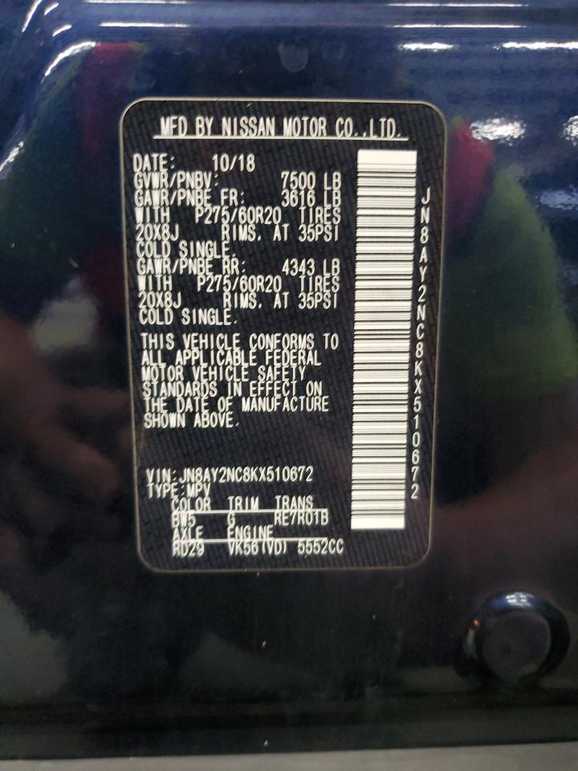 MFD BY NISSAN MOTOR CO.,LTD.
DATE: 10/18
GVWR/PNBV: 7500 LB
GAWR/PNBE FR: 3616 LB
WITH P275/60R20 TIRES
20X8J RIMS, AT 35PSI
COLD SINGLE.
GAWR/PNBE RR: 4343 LB
WITH P275/60R20 TIRES
20X8J RIMS, AT 35PSI
COLD SINGLE.
THIS VEHICLE CONFORMS TO
ALL APPLICABLE FEDERAL
MOTOR VEHICLE SAFETY
STANDARDS IN EFFECT ON
THE DATE OF MANUFACTURE
SHOWN ABOVE.
VIN:JN8AY2NC8KX510672
TYPE:MPV
COLOR TRIM TRANS
BW5 G RE7R01B
AXLE ENGINE
RD29 VK56(VD) 5552CC
JN8AY2NC8KX510672